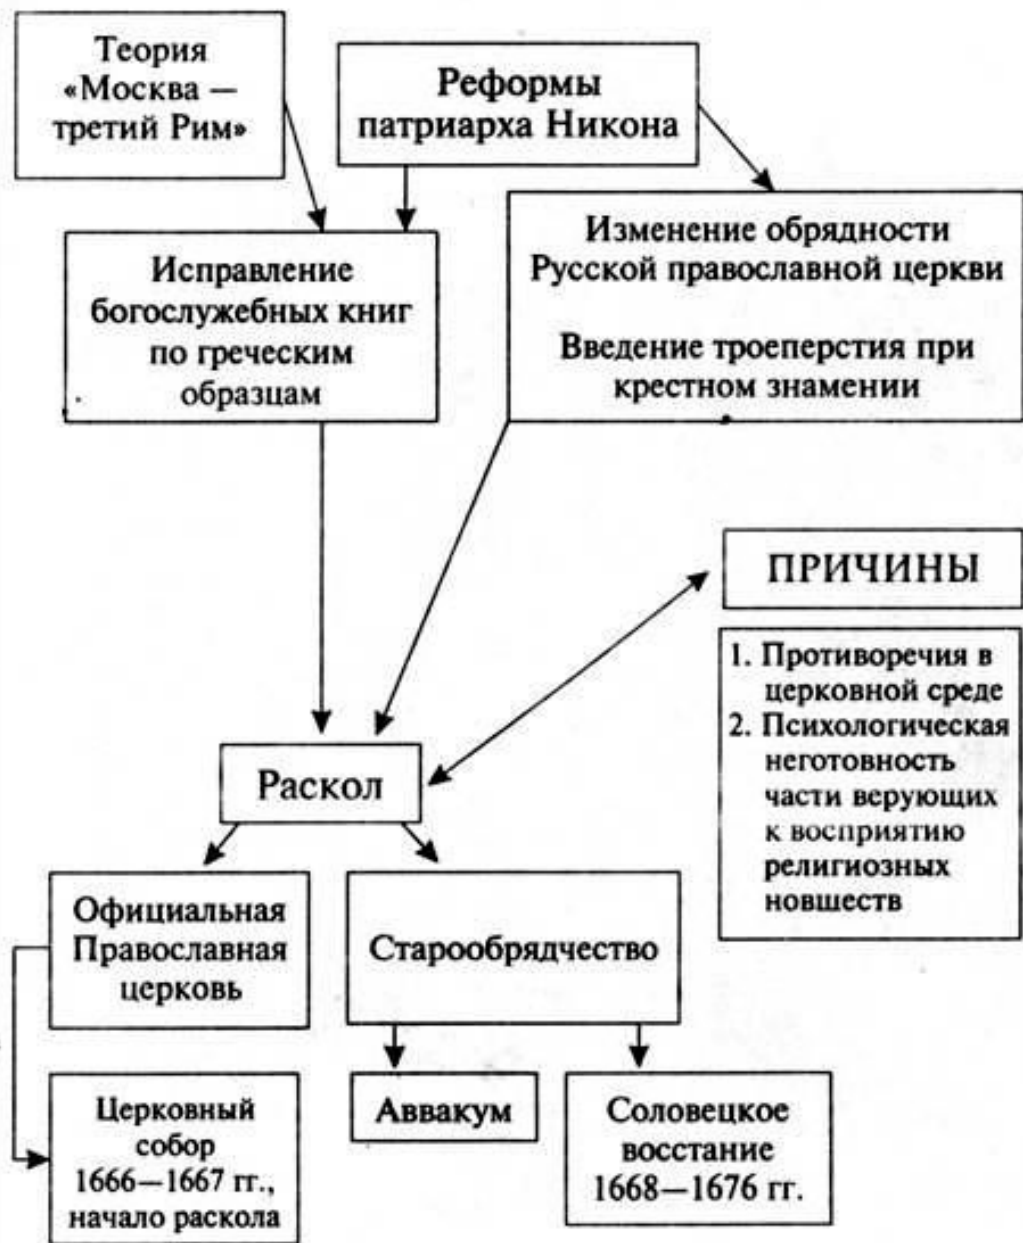 Теория
«Москва —
третий Рим»
Реформы
патриарха Никона
Исправление
богослужебных книг
по греческим
образцам
Изменение обрядности
Русской православной церкви
Введение троеперстия при
крестном знамении
ПРИЧИНЫ
1. Противоречия в
церковной среде
2. Психологическая
неготовность
части верующих
к восприятию
религиозных
новшеств
Раскол
Официальная
Православная
церковь
Старообрядчество
Церковный
собор
1666—1667 гг.,
начало раскола
Аввакум
Соловецкое
восстание
1668—1676 гг.